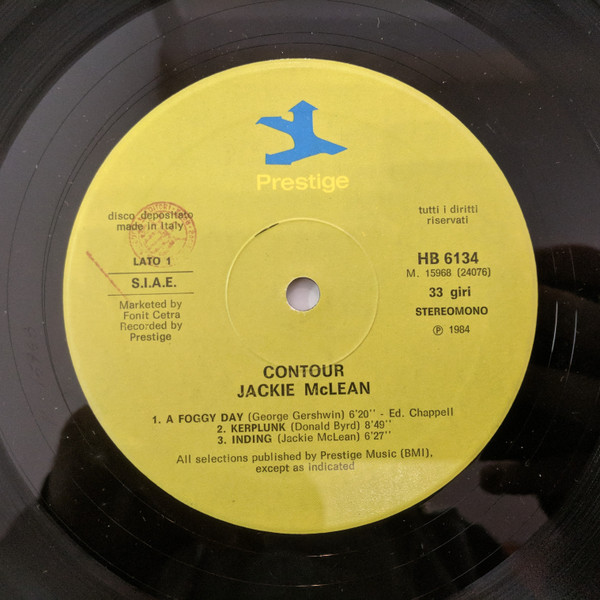 Prestige
disco depositato
made in Italy
LATO 1
S.I.A.E.
Marketed by
Fonit Cetra
Recorded by
Prestige
tutti i diritti
riservati
HB 6134
M. 15968 (24076)
33 giri
STEREOMONO
Ⓟ 1984
CONTOUR
JACKIE McLEAN
1. A FOGGY DAY (George Gershwin) 6'20'' - Ed. Chappell
2. KERPLUNK (Donald Byrd) 8'49''
3. INDING (Jackie McLean) 6'27''
All selections published by Prestige Music (BMI),
except as indicated